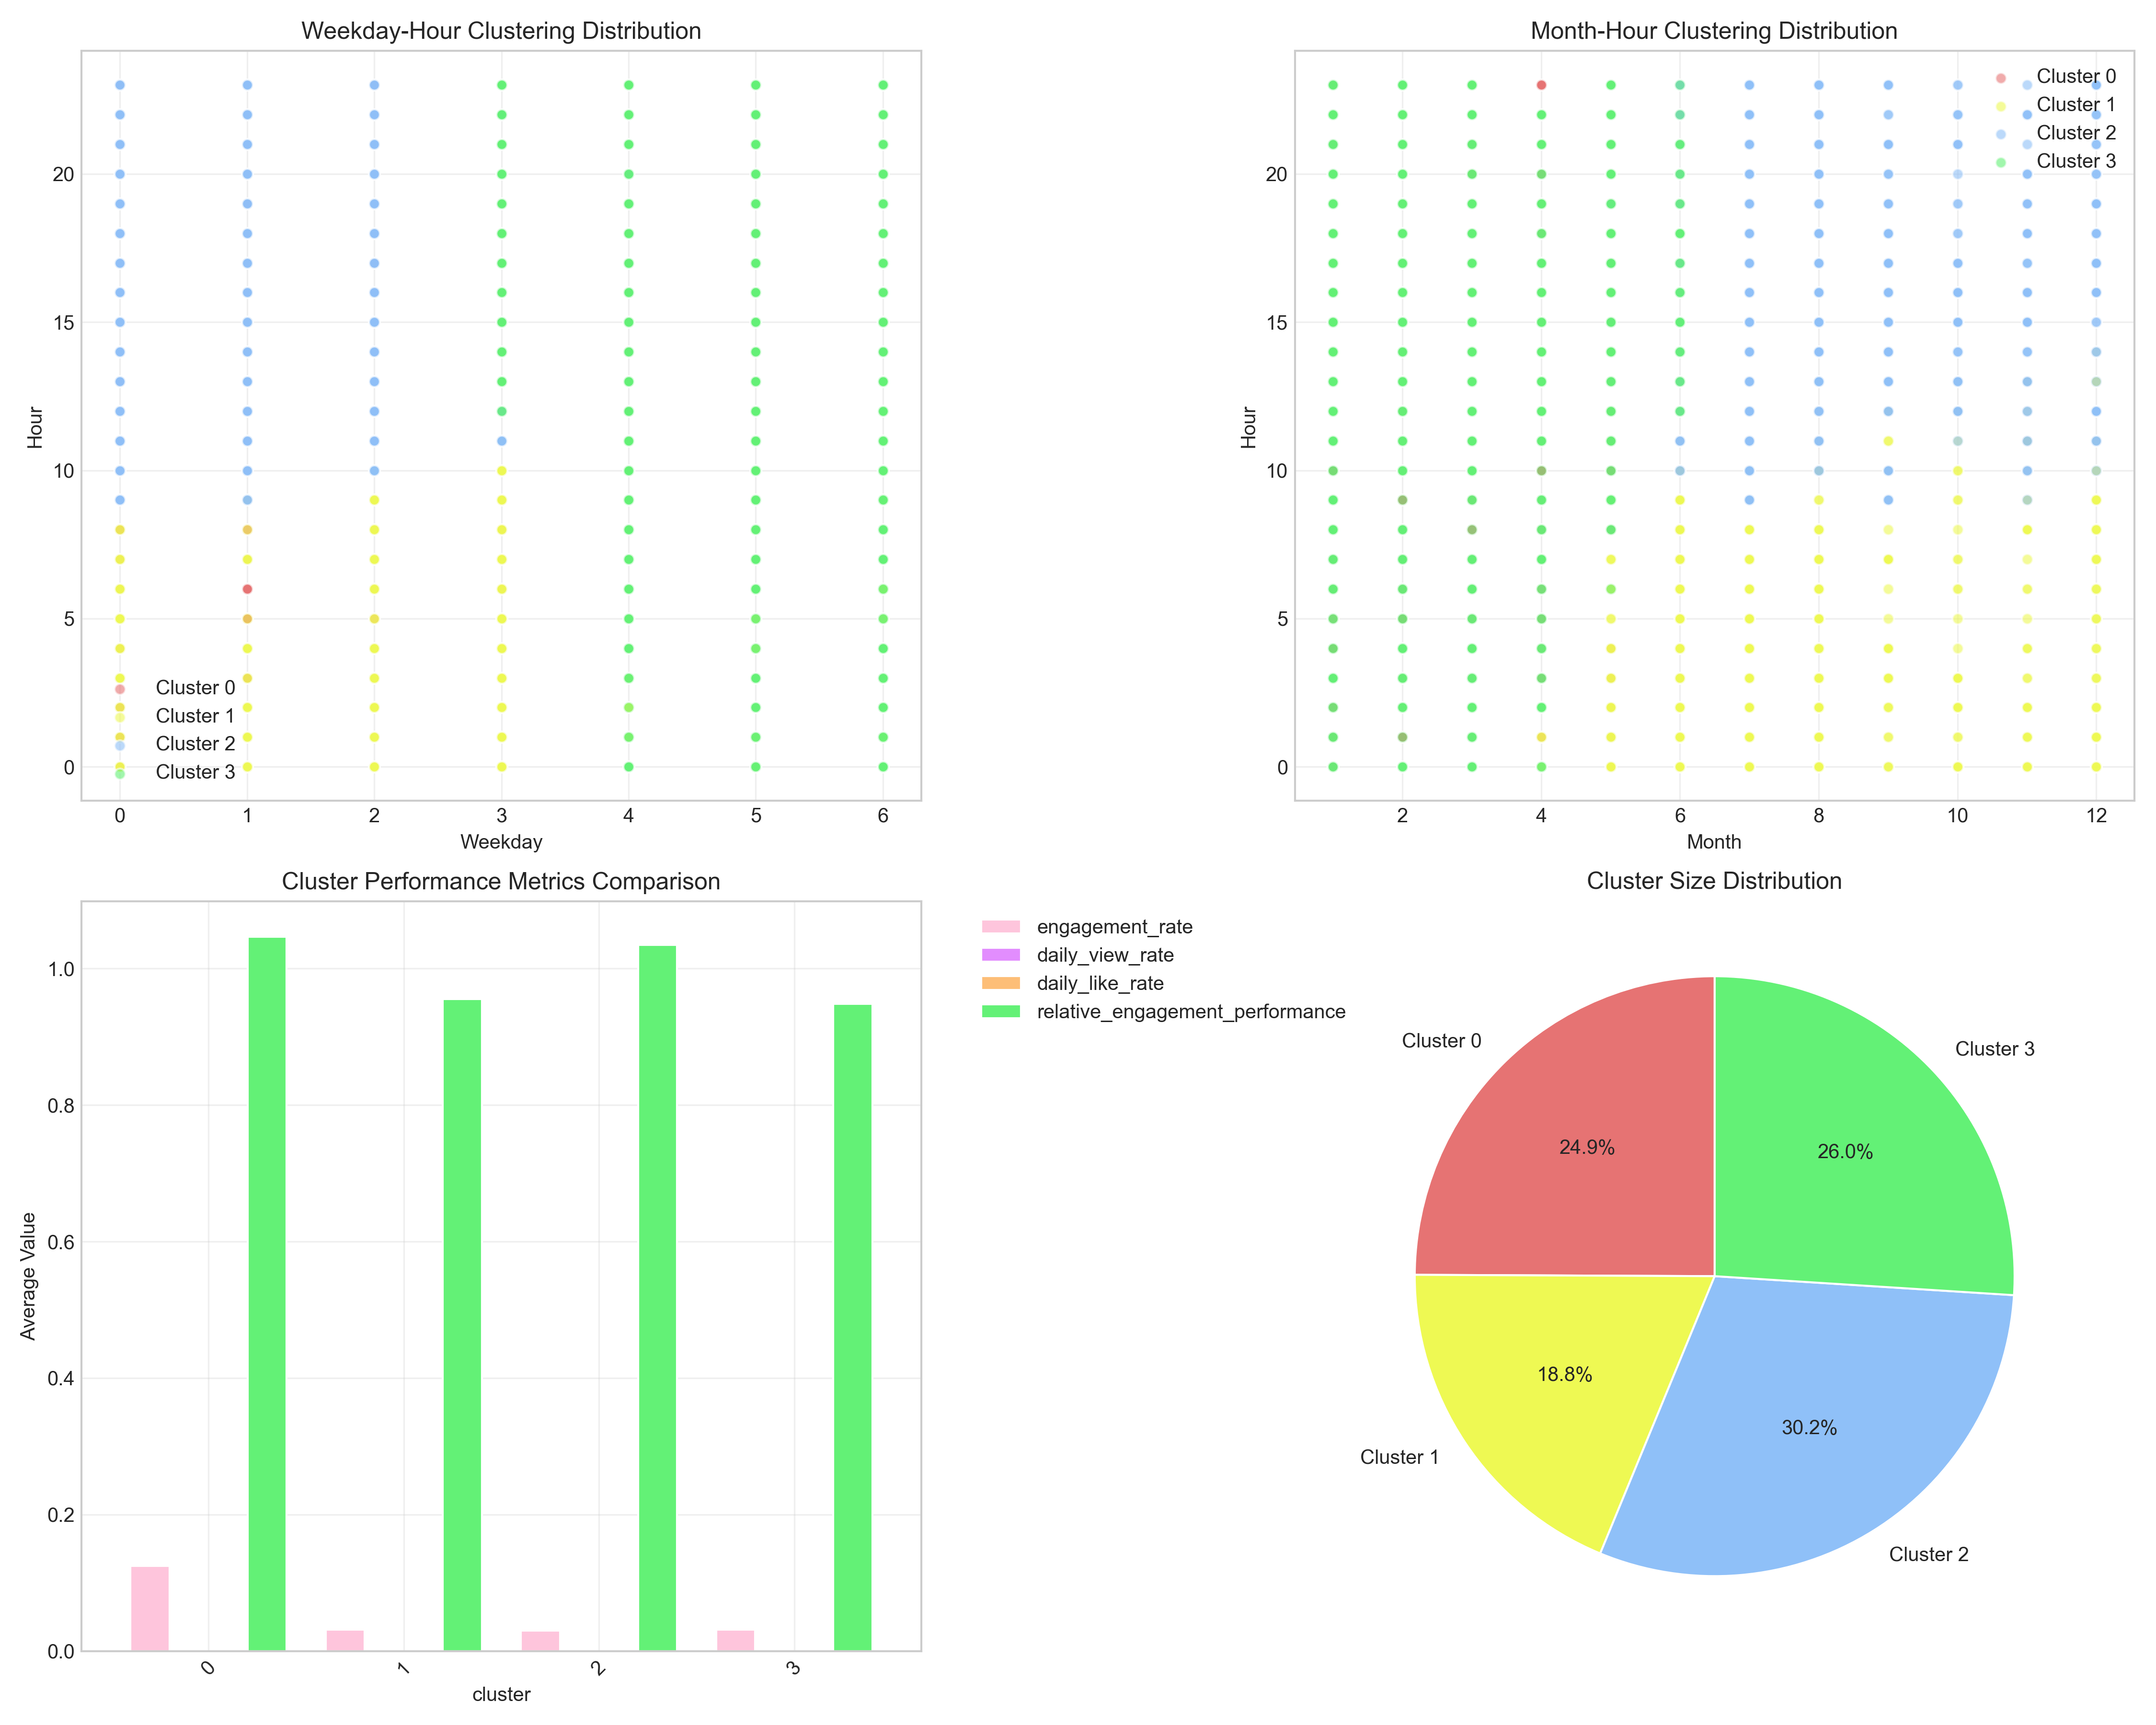 Weekday-Hour Clustering Distribution
Hour
20
15
10
5
0
Cluster 0
Cluster 1
Cluster 2
Cluster 3
0 1 2 3 4 5 6
Weekday
Month-Hour Clustering Distribution
Cluster 0
Cluster 1
Cluster 2
Cluster 3
Hour
20
15
10
5
0
2 4 6 8 10 12
Month
Cluster Performance Metrics Comparison
Average Value
1.0
0.8
0.6
0.4
0.2
0.0
0 1 2 3
cluster
engagement_rate
daily_view_rate
daily_like_rate
relative_engagement_performance
Cluster Size Distribution
Cluster 0
Cluster 3
24.9%
26.0%
18.8%
30.2%
Cluster 1
Cluster 2